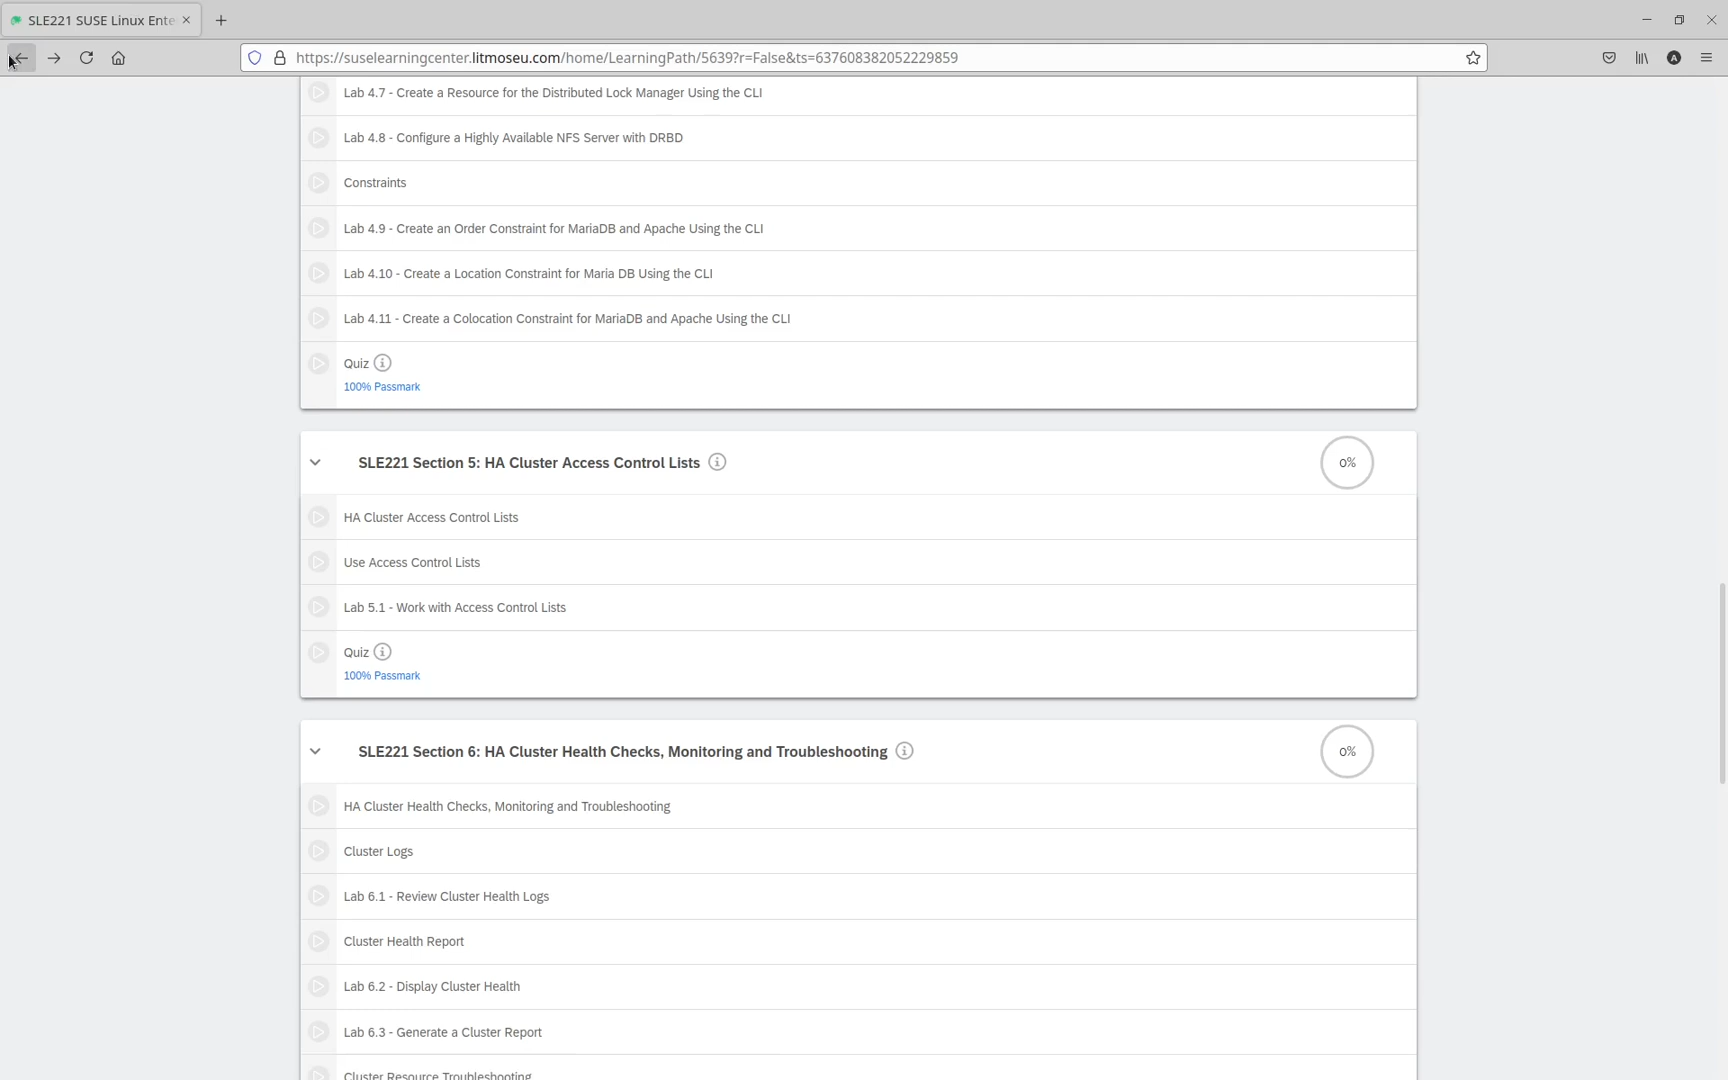 SLE221 SUSE Linux Ente
https://suselearningcenter.litmoseu.com/home/LearningPath/5639?r=False&ts=637608382052229859
A
Lab 4.7 - Create a Resource for the Distributed Lock Manager Using the CLI
Lab 4.8 - Configure a Highly Available NFS Server with DRBD
Constraints
Lab 4.9 - Create an Order Constraint for MariaDB and Apache Using the CLI
Lab 4.10 - Create a Location Constraint for Maria DB Using the CLI
Lab 4.11 - Create a Colocation Constraint for MariaDB and Apache Using the CLI
Quiz
100% Passmark
SLE221 Section 5: HA Cluster Access Control Lists
0%
HA Cluster Access Control Lists
Use Access Control Lists
Lab 5.1 - Work with Access Control Lists
Quiz
100% Passmark
SLE221 Section 6: HA Cluster Health Checks, Monitoring and Troubleshooting
0%
HA Cluster Health Checks, Monitoring and Troubleshooting
Cluster Logs
Lab 6.1 - Review Cluster Health Logs
Cluster Health Report
Lab 6.2 - Display Cluster Health
Lab 6.3 - Generate a Cluster Report
Cluster Resource Troubleshooting